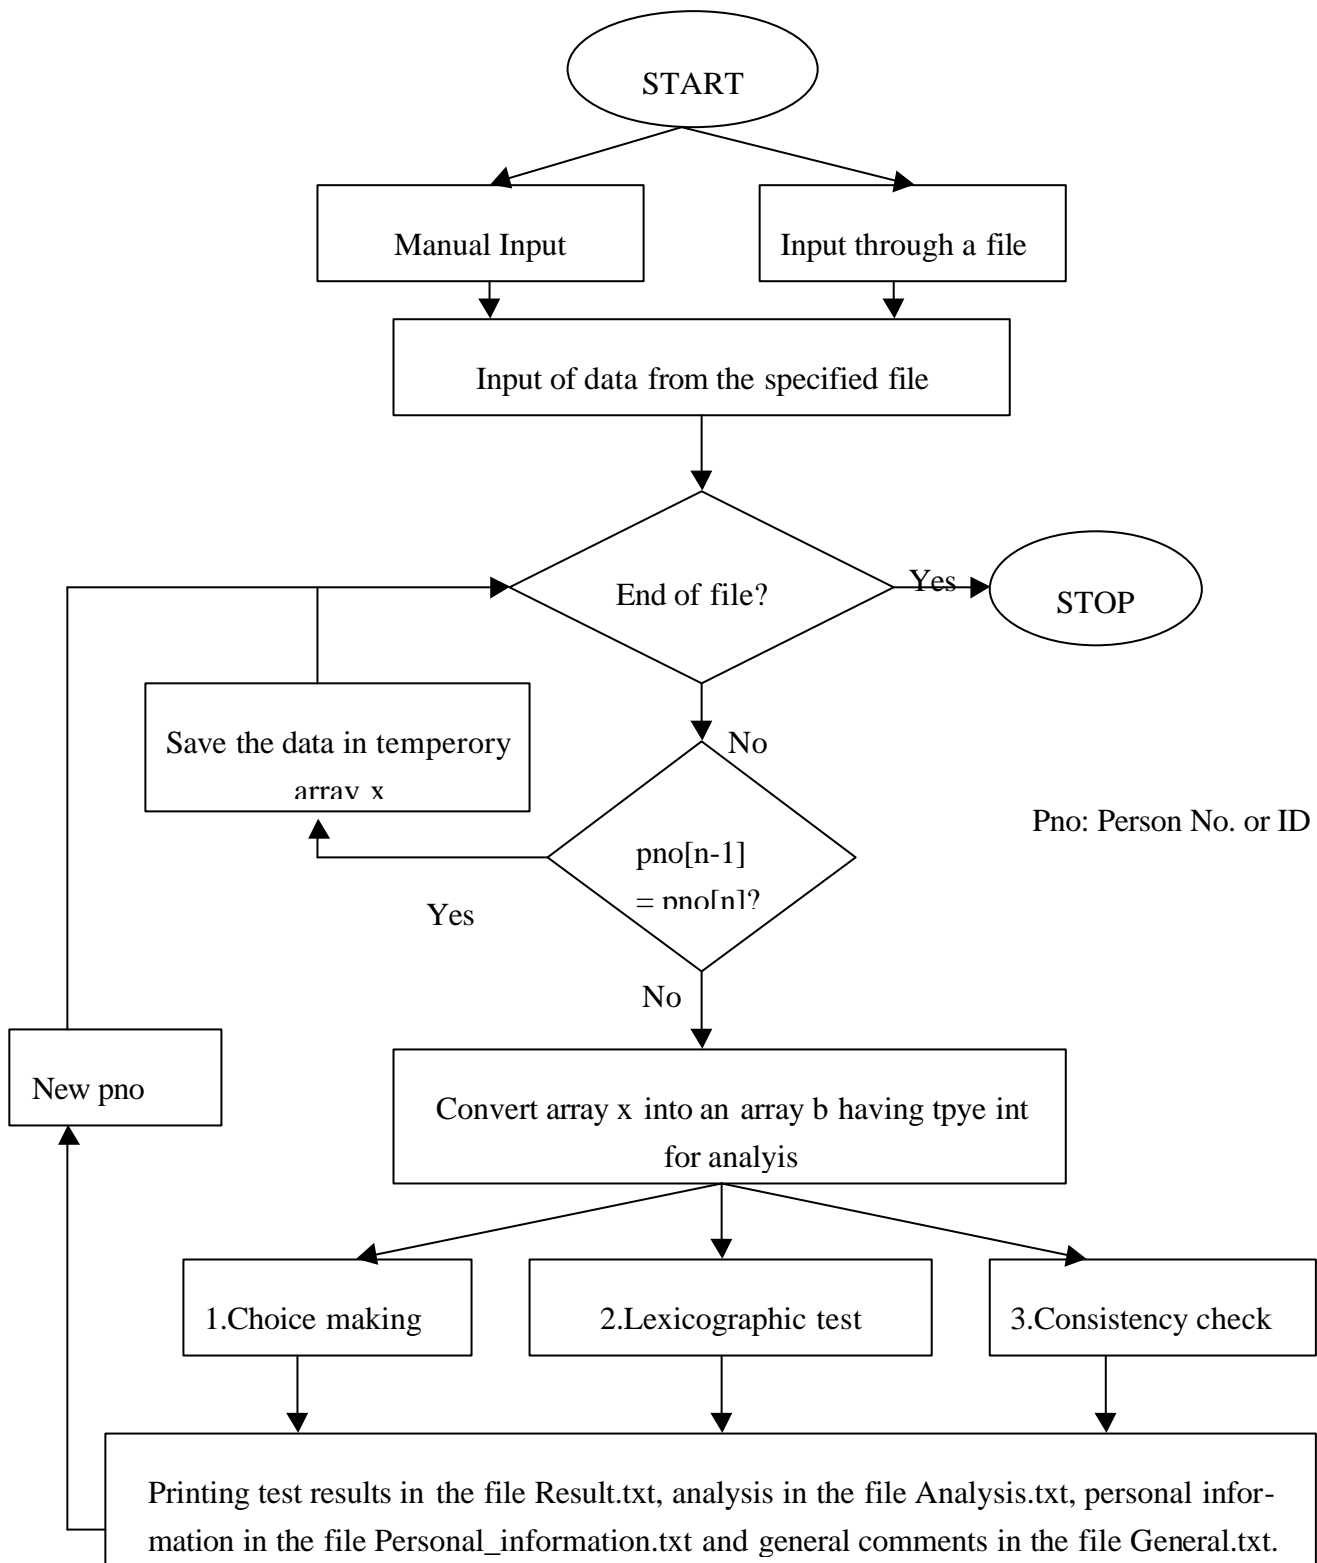 START
Manual Input
Input through a file
Input of data from the specified file
End of file?
Yes
STOP
Save the data in temperory
array x
No
Pno: Person No. or ID
pno[n-1]
= pno[n]?
Yes
No
New pno
Convert array x into an array b having tpye int
for analyis
1.Choice making
2.Lexicographic test
3.Consistency check
Printing test results in the file Result.txt, analysis in the file Analysis.txt, personal infor-
mation in the file Personal_information.txt and general comments in the file General.txt.